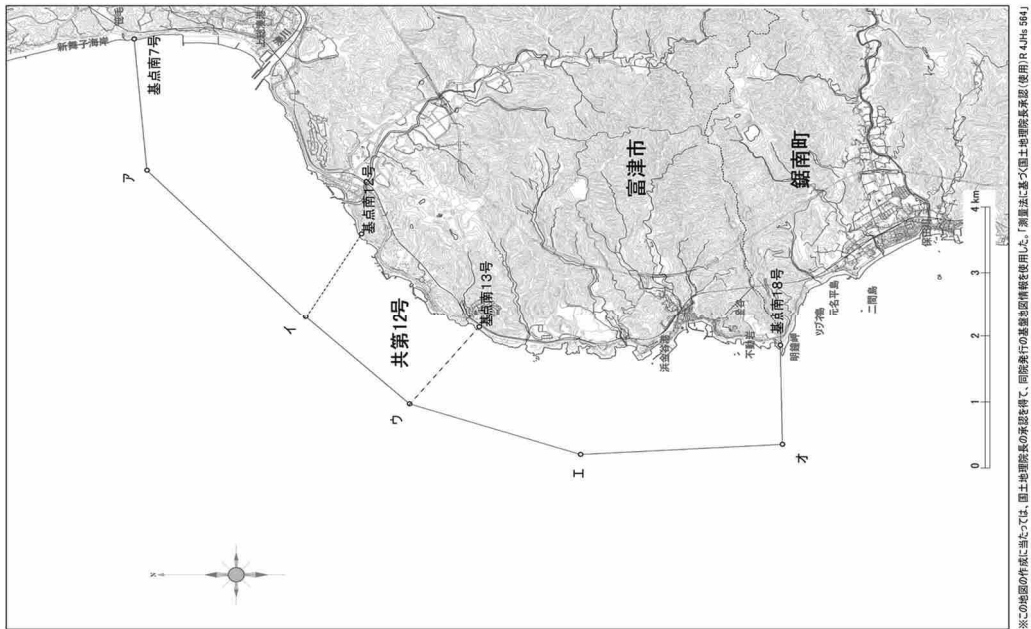 新舞子海岸
基点南7号
湊川
ア
基点南12号
イ
基点南13号
共第12号
ウ
富津市
鋸南町
浜金谷港
金谷
不動岩
基点南18号
明鐘岬
元名平島
二間島
エ
オ
N
0 1 2 3 4 km
※この地図の作成に当たっては、国土地理院長の承認を得て、同院発行の基盤地図情報を使用した。「測量法に基づく国土地理院長承認(使用)R 4JHs 564」